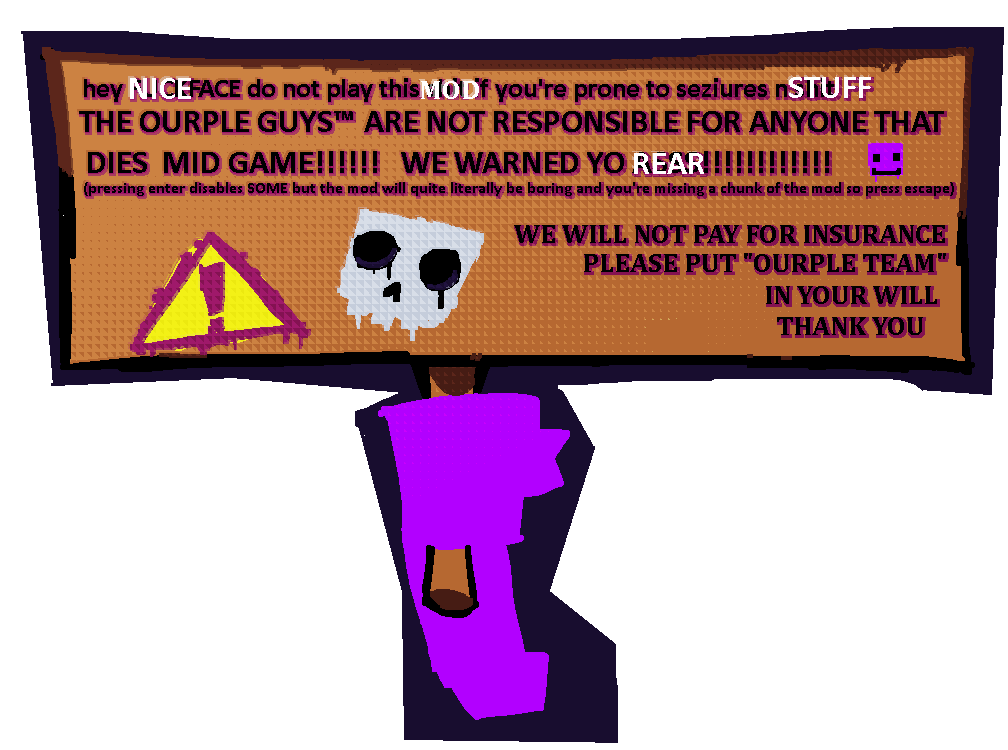 hey NICEFACE do not play this MOD if you're prone to seziures n STUFF
THE OURPLE GUYS™ ARE NOT RESPONSIBLE FOR ANYONE THAT
DIES MID GAME!!!!!! WE WARNED YO REAR!!!!!!!!!!!!
(pressing enter disables SOME but the mod will quite literally be boring and you're missing a chunk of the mod so press escape)
WE WILL NOT PAY FOR INSURANCE
PLEASE PUT "OURPLE TEAM"
IN YOUR WILL
THANK YOU